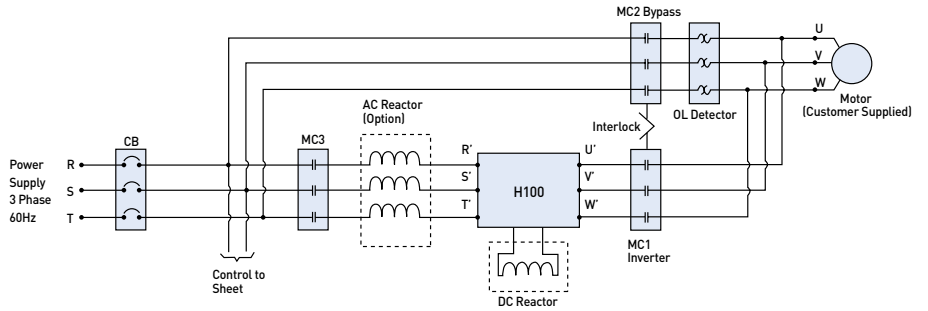 MC2 Bypass
U
V
W
Motor
(Customer Supplied)
OL Detector
Interlock
AC Reactor
(Option)
CB
MC3
Power
Supply
3 Phase
60Hz
R
S
T
R'
S'
T'
H100
U'
V'
W'
MC1
Inverter
Control to
Sheet
DC Reactor